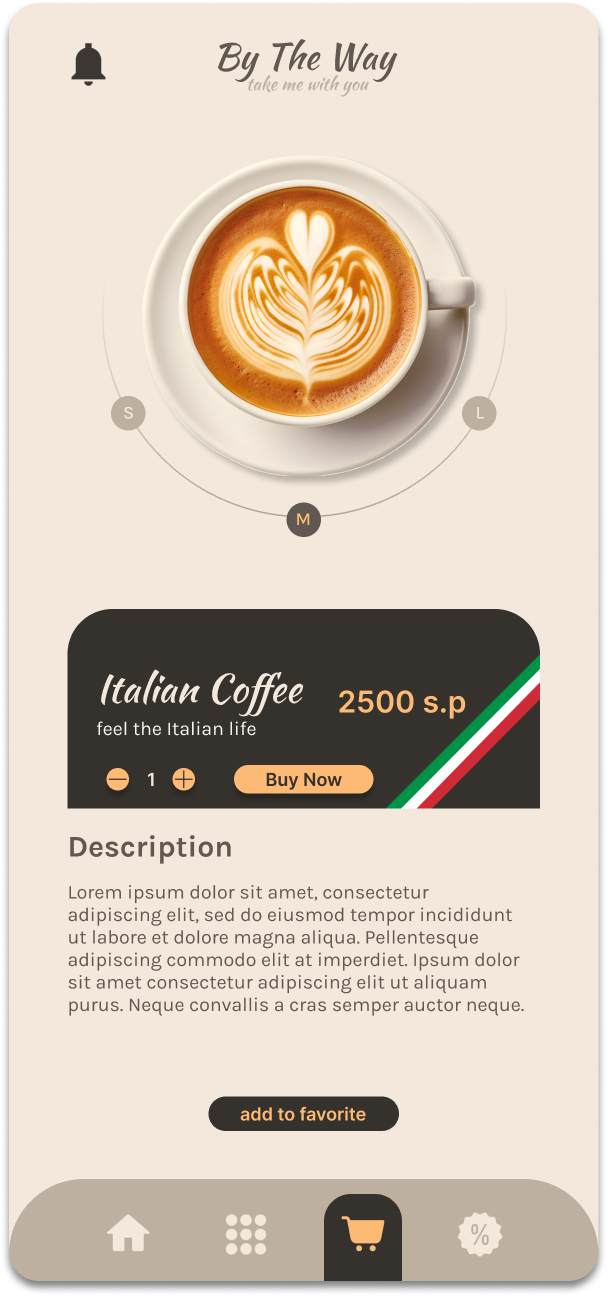 By The Way
take me with you
S
L
M
Italian Coffee
2500 s.p
feel the Italian life
1
Buy Now
Description
Lorem ipsum dolor sit amet, consectetur
adipiscing elit, sed do eiusmod tempor incididunt
ut labore et dolore magna aliqua. Pellentesque
adipiscing commodo elit at imperdiet. Ipsum dolor
sit amet consectetur adipiscing elit ut aliquam
purus. Neque convallis a cras semper auctor neque.
add to favorite
%